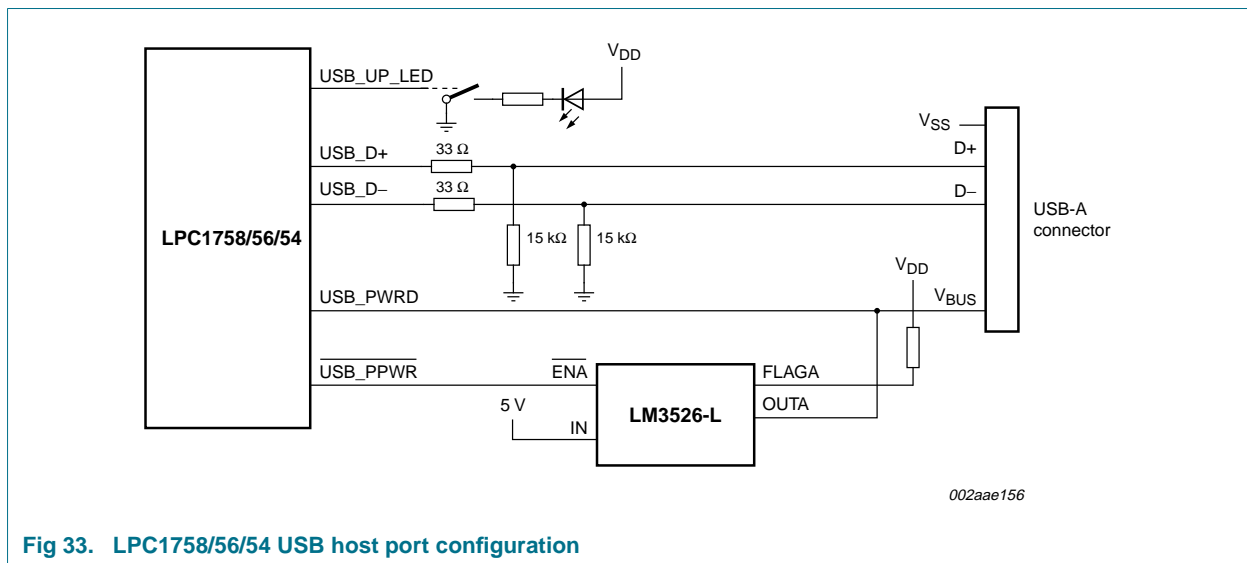 V_DD
USB_UP_LED
V_SS
USB_D+ 33 Ω D+
USB_D− 33 Ω D−
USB-A
connector
LPC1758/56/54
15 kΩ 15 kΩ
V_DD
USB_PWRD V_BUS
USB_PPWR ENA FLAGA
5 V OUTA
LM3526-L
IN
002aae156
Fig 33. LPC1758/56/54 USB host port configuration